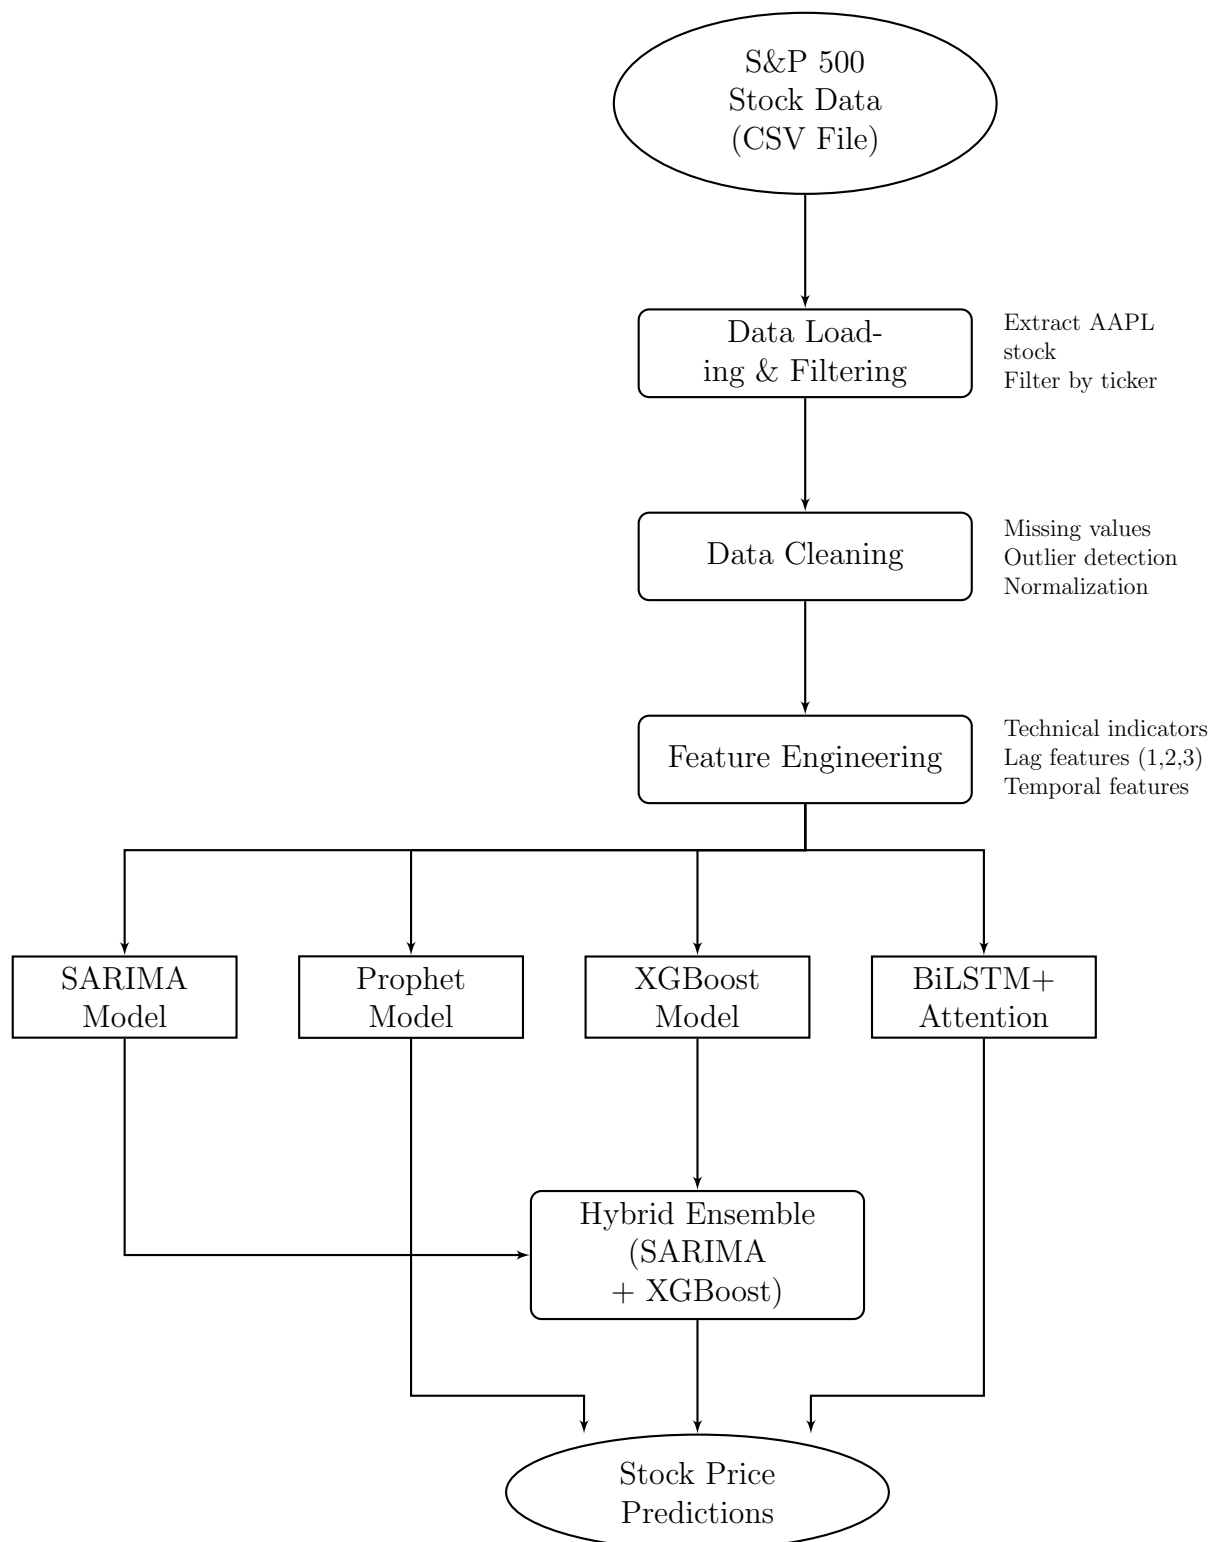 S&P 500
Stock Data
(CSV File)
Data Load-
ing & Filtering
Extract AAPL
stock
Filter by ticker
Data Cleaning
Missing values
Outlier detection
Normalization
Feature Engineering
Technical indicators
Lag features (1,2,3)
Temporal features
SARIMA
Model
Prophet
Model
XGBoost
Model
BiLSTM+
Attention
Hybrid Ensemble
(SARIMA
+ XGBoost)
Stock Price
Predictions